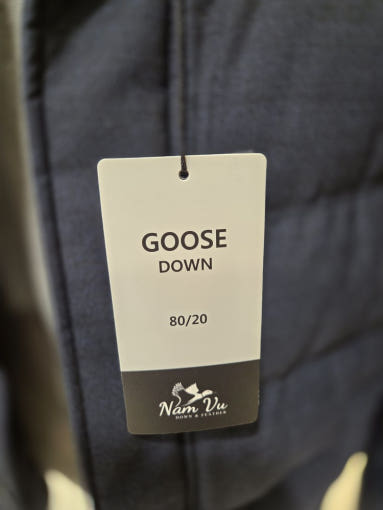 GOOSE
DOWN
80/20
Nam Vu
DOWN & FEATHER